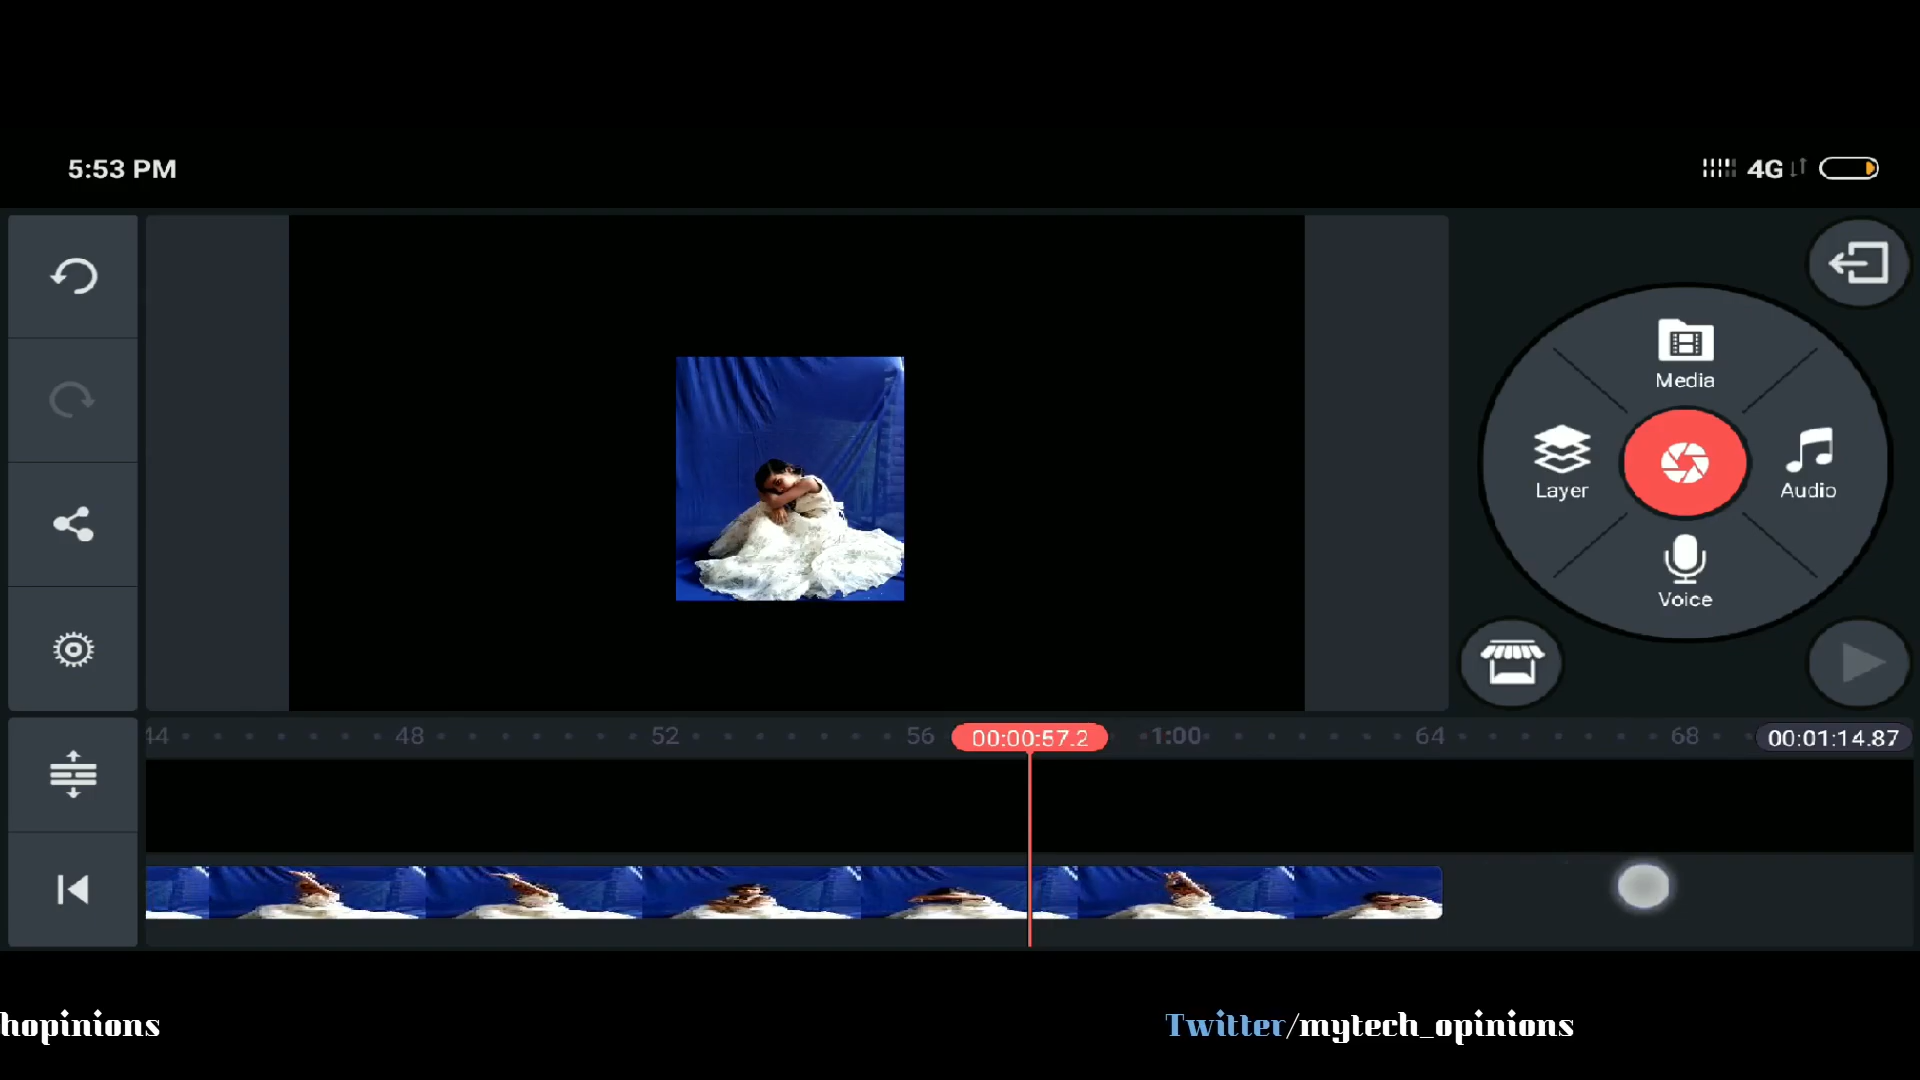 5:53 PM
4G
Media
Layer
Audio
Voice
44 48 52 56 00:00:57.2 1:00 64 68 00:01:14.87
hopinions
Twitter/mytech_opinions